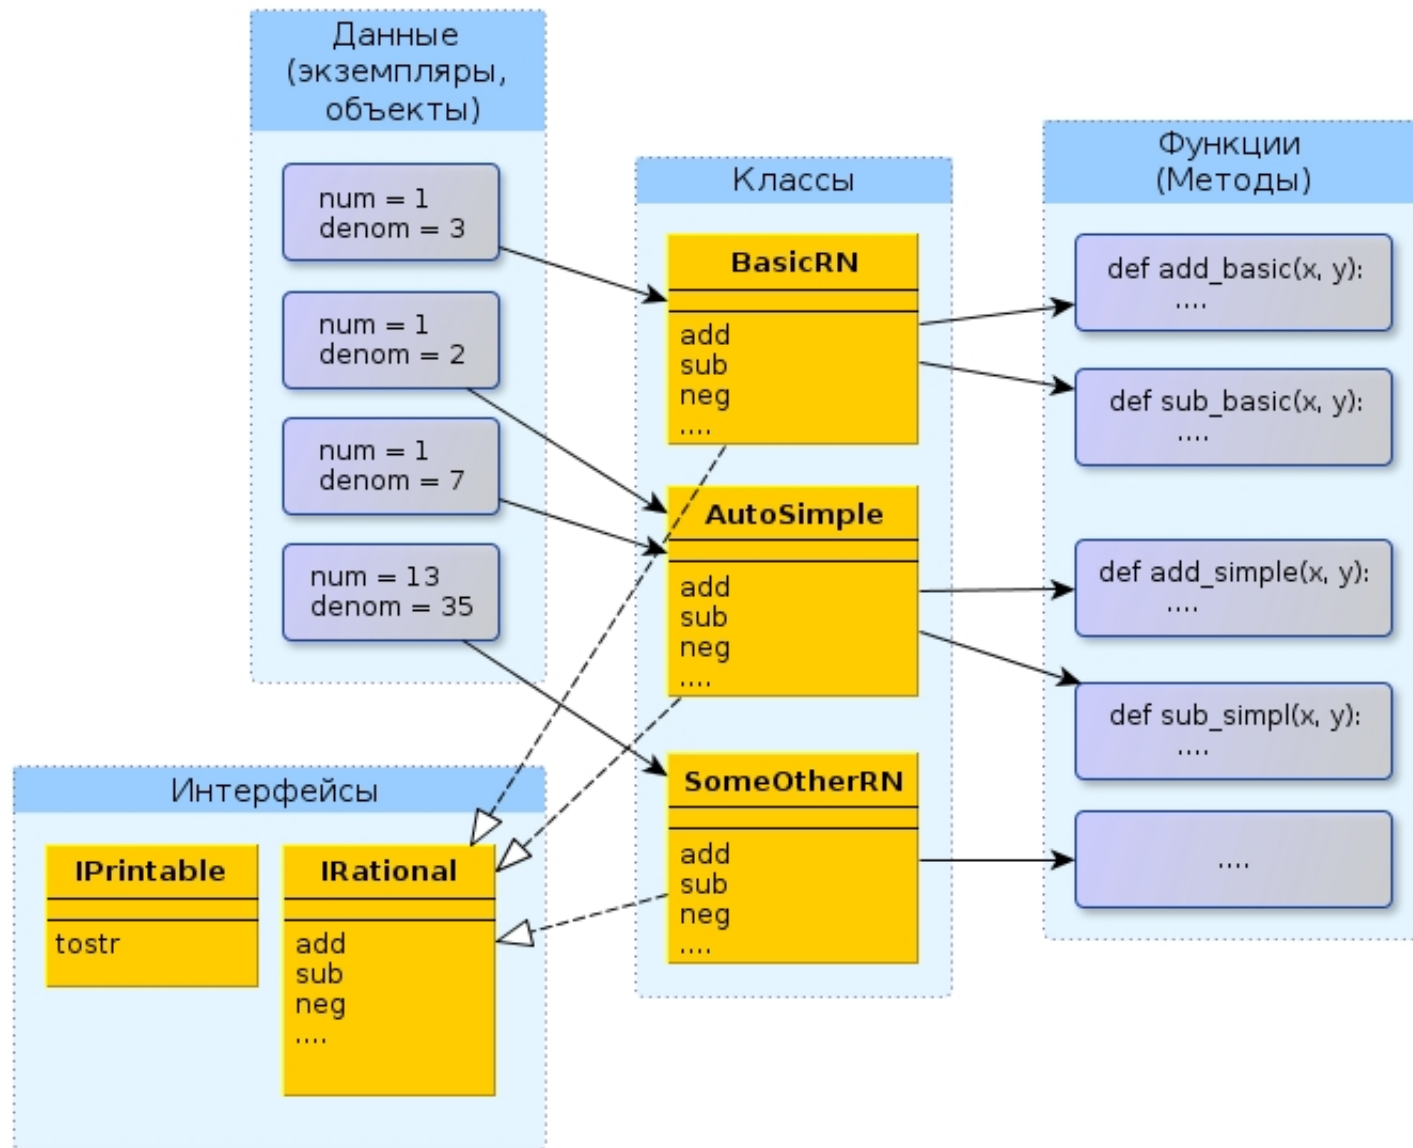 Данные
(экземпляры,
объекты)
num = 1
denom = 3
num = 1
denom = 2
num = 1
denom = 7
num = 13
denom = 35
Классы
BasicRN
add
sub
neg
....
AutoSimple
add
sub
neg
....
SomeOtherRN
add
sub
neg
....
Функции
(Методы)
def add_basic(x, y):
....
def sub_basic(x, y):
....
def add_simple(x, y):
....
def sub_simpl(x, y):
....
....
Интерфейсы
IPrintable
tostr
IRational
add
sub
neg
....